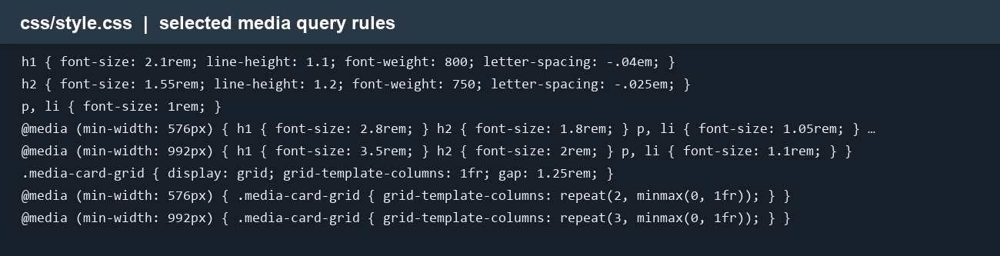 css/style.css | selected media query rules
h1 { font-size: 2.1rem; line-height: 1.1; font-weight: 800; letter-spacing: -.04em; }
h2 { font-size: 1.55rem; line-height: 1.2; font-weight: 750; letter-spacing: -.025em; }
p, li { font-size: 1rem; }
@media (min-width: 576px) { h1 { font-size: 2.8rem; } h2 { font-size: 1.8rem; } p, li { font-size: 1.05rem; } …
@media (min-width: 992px) { h1 { font-size: 3.5rem; } h2 { font-size: 2rem; } p, li { font-size: 1.1rem; } }
.media-card-grid { display: grid; grid-template-columns: 1fr; gap: 1.25rem; }
@media (min-width: 576px) { .media-card-grid { grid-template-columns: repeat(2, minmax(0, 1fr)); } }
@media (min-width: 992px) { .media-card-grid { grid-template-columns: repeat(3, minmax(0, 1fr)); } }